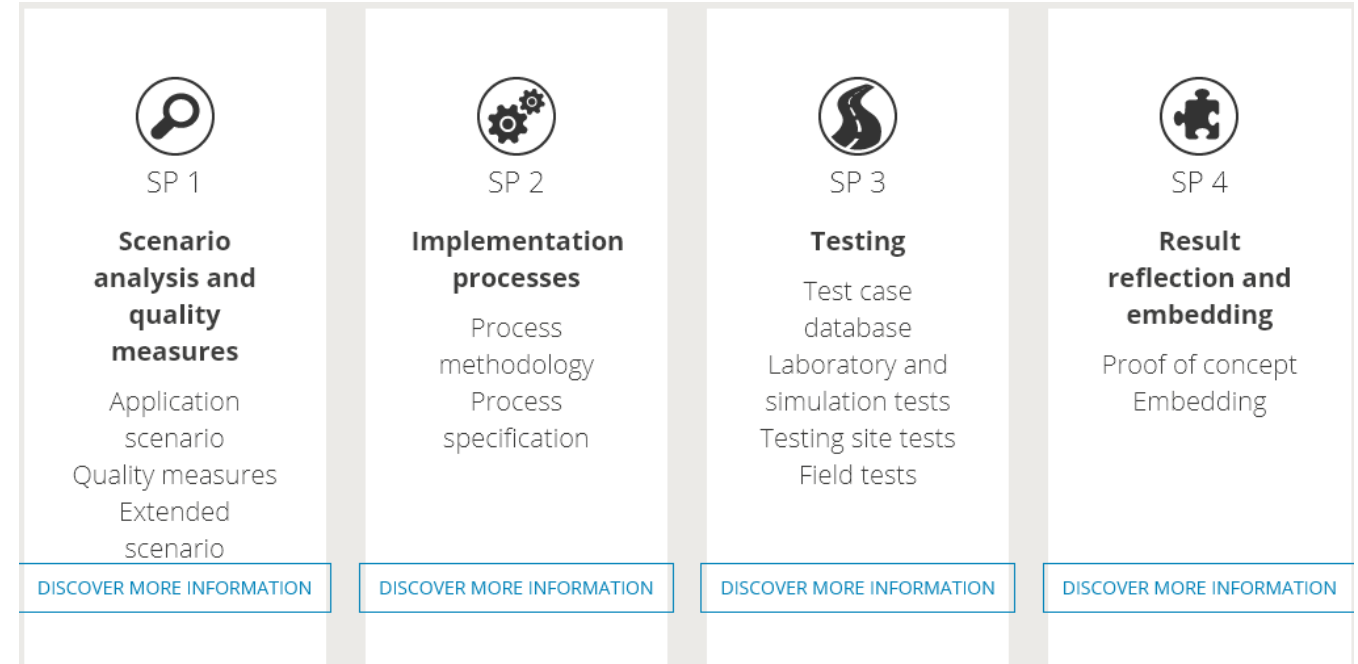 SP 1
Scenario
analysis and
quality
measures
Application
scenario
Quality measures
Extended
scenario
DISCOVER MORE INFORMATION
SP 2
Implementation
processes
Process
methodology
Process
specification
DISCOVER MORE INFORMATION
SP 3
Testing
Test case
database
Laboratory and
simulation tests
Testing site tests
Field tests
DISCOVER MORE INFORMATION
SP 4
Result
reflection and
embedding
Proof of concept
Embedding
DISCOVER MORE INFORMATION